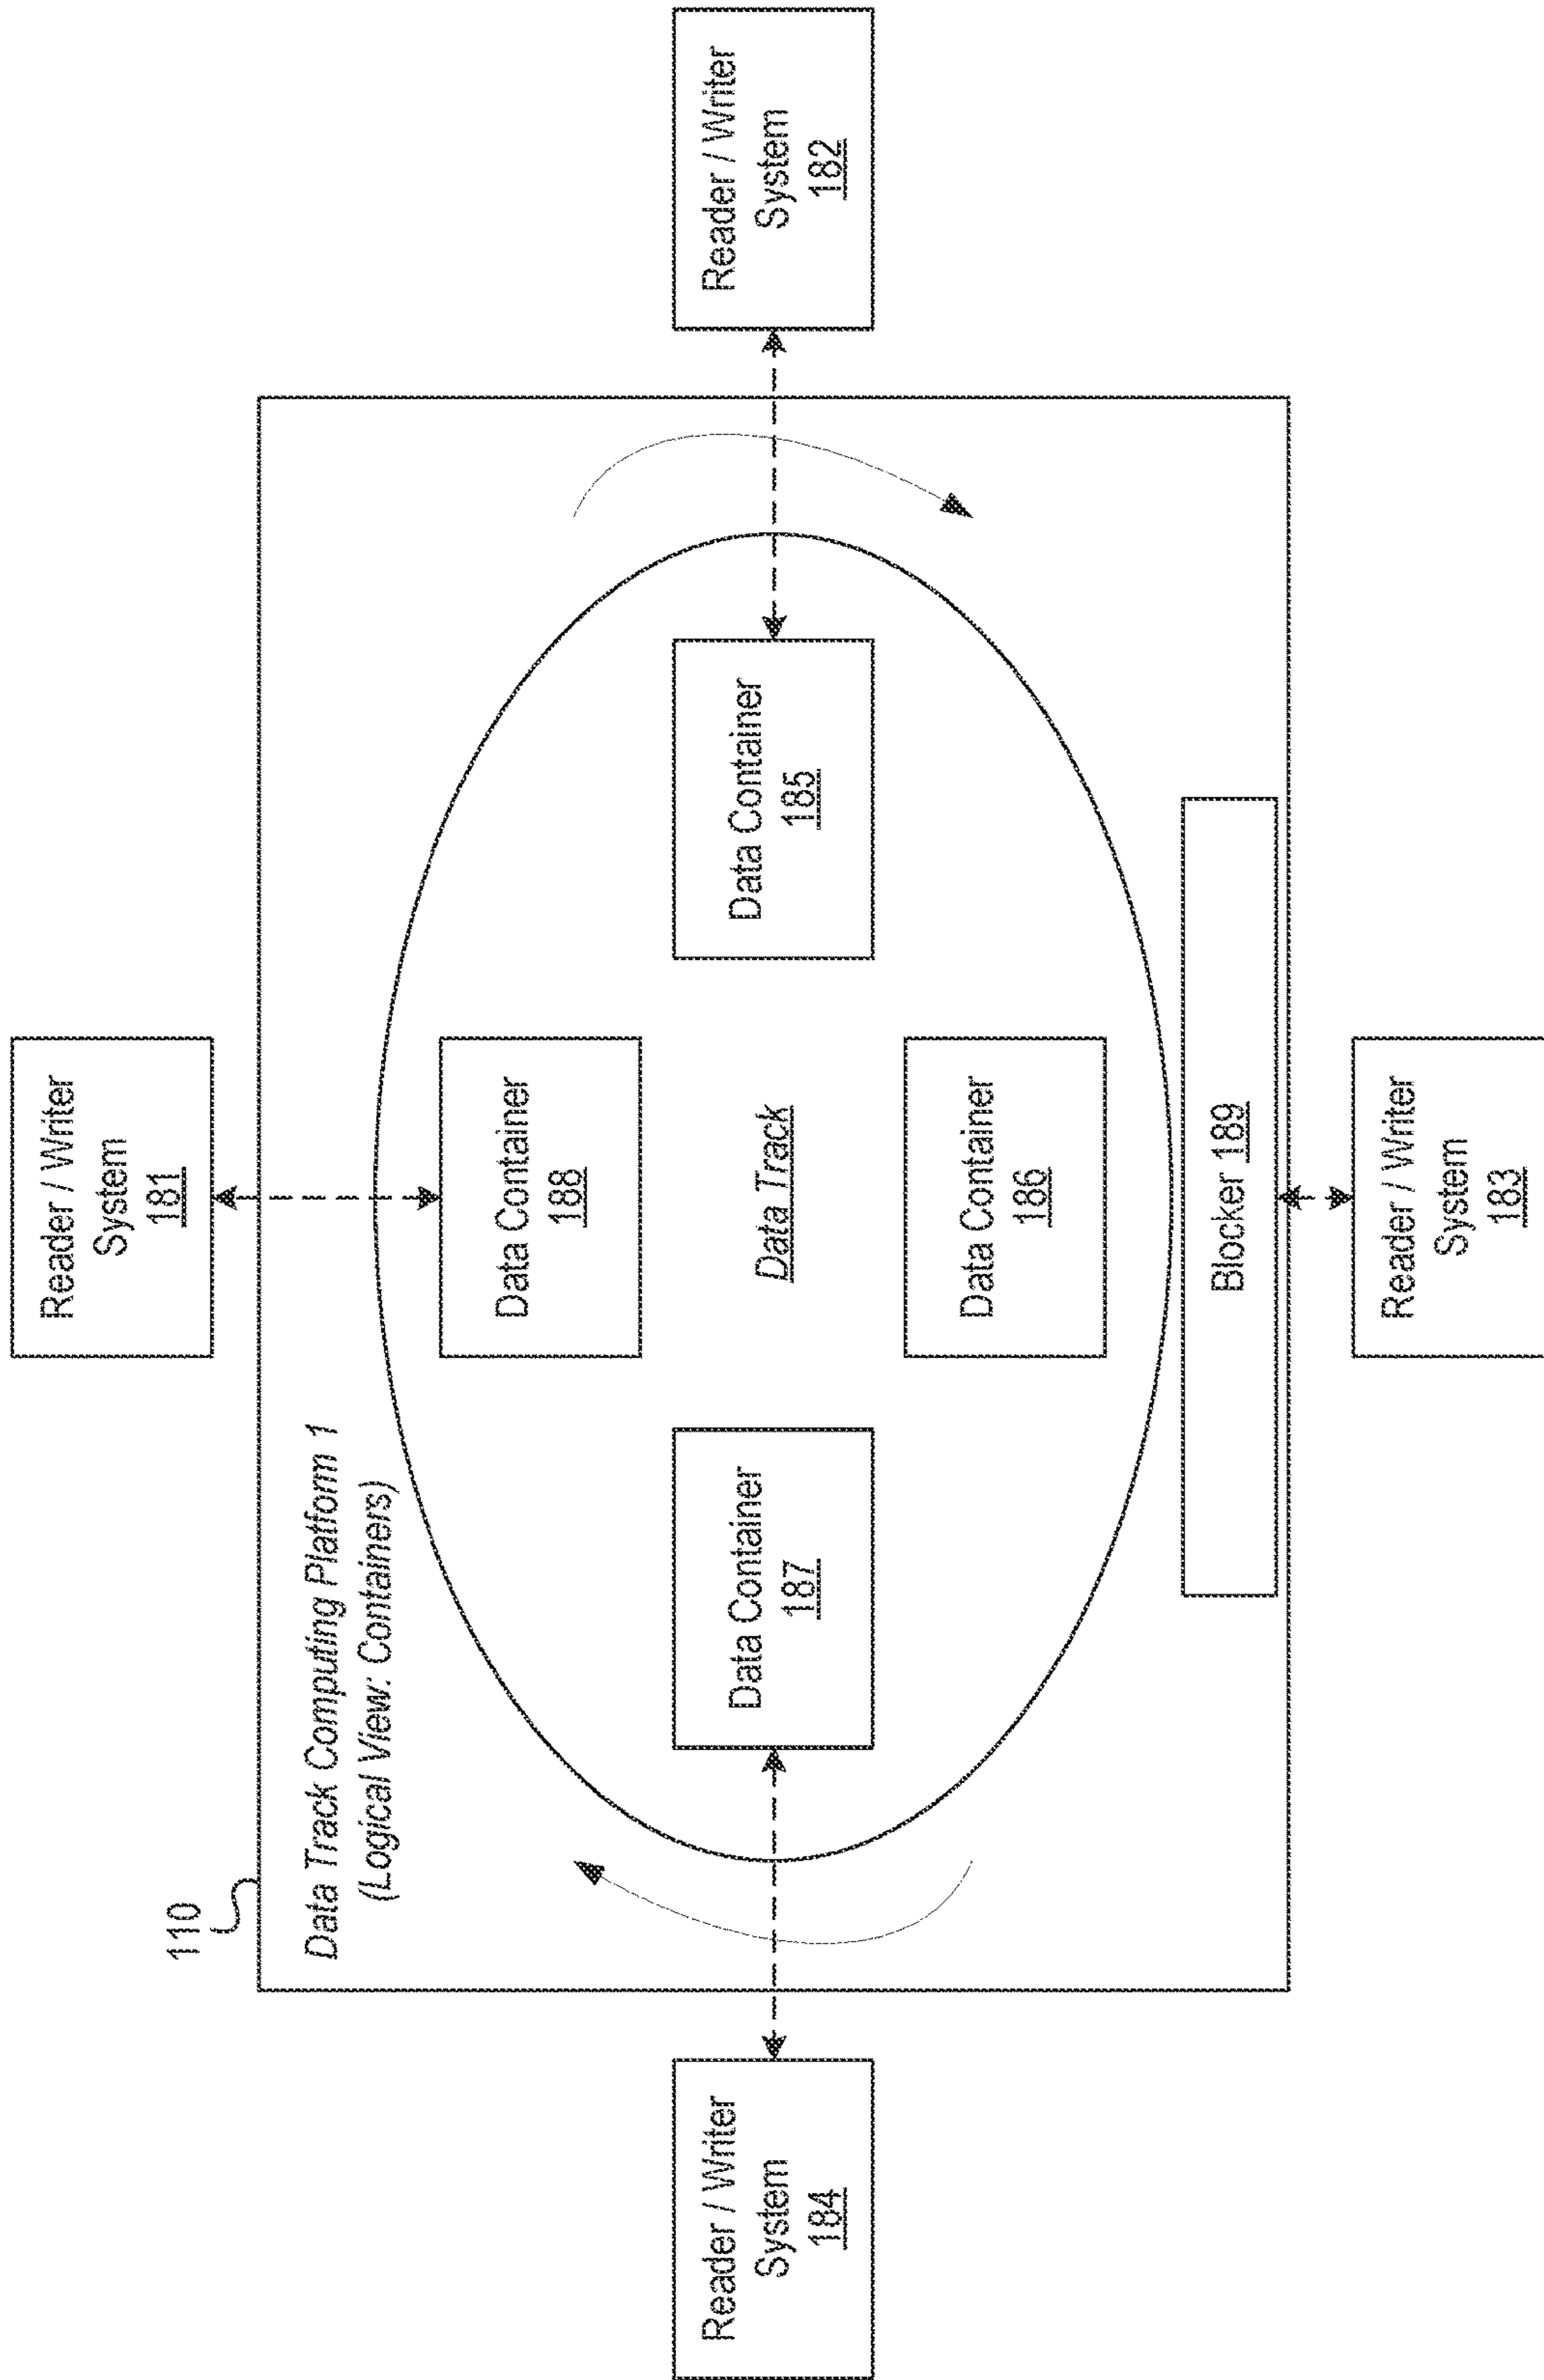 110
Data Track Computing Platform 1
(Logical View: Containers)
Reader / Writer
System
181
Data Container
188
Reader / Writer
System
184
Data Container
187
Data Track
Data Container
185
Reader / Writer
System
182
Data Container
186
Blocker 189
Reader / Writer
System
183